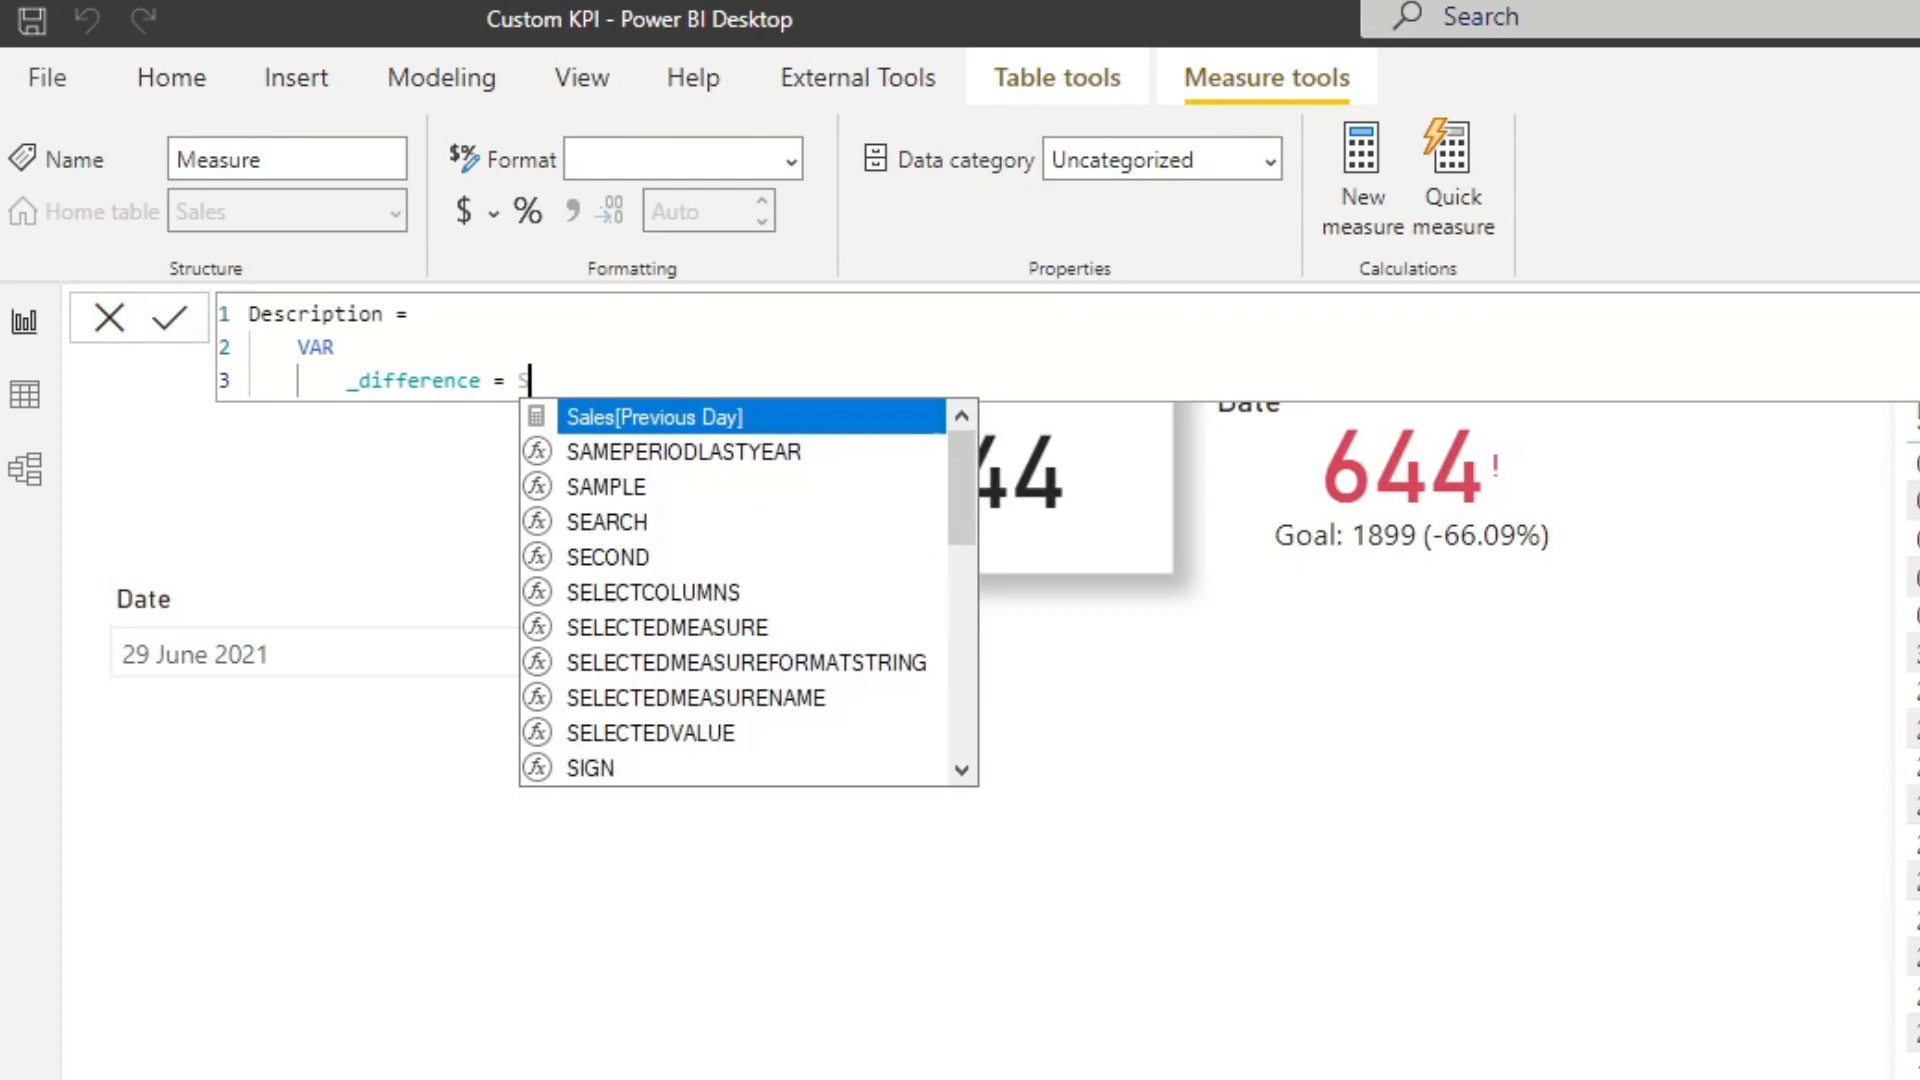 Custom KPI - Power BI Desktop
Search
File Home Insert Modeling View Help External Tools Table tools Measure tools
Name Measure
Home table Sales
Structure
$% Format
$ % .00 Auto
Formatting
Data category Uncategorized
Properties
New measure
Quick measure
Calculations
1 Description =
2 VAR
3 _difference = S
Sales[Previous Day]
SAMEPERIODLASTYEAR
SAMPLE
SEARCH
SECOND
SELECTCOLUMNS
SELECTEDMEASURE
SELECTEDMEASUREFORMATSTRING
SELECTEDMEASURENAME
SELECTEDVALUE
SIGN
44
Date
644!
Goal: 1899 (-66.09%)
Date
29 June 2021